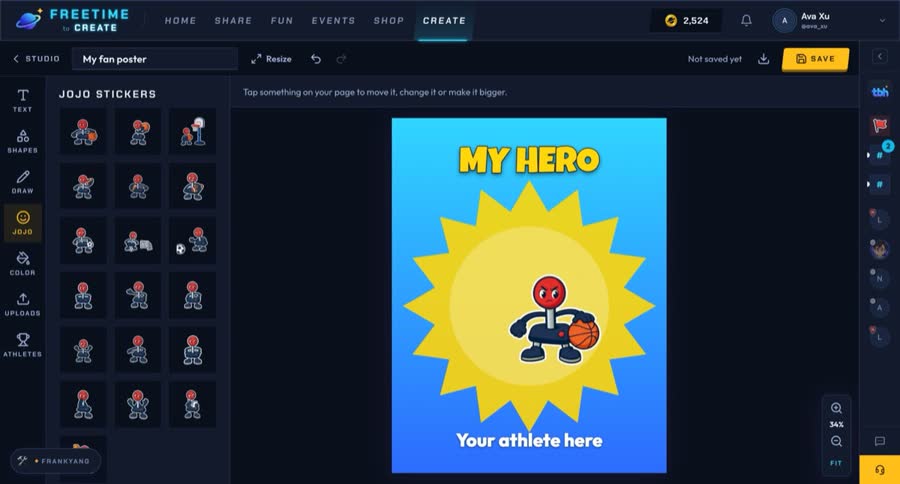 FREETIME
to CREATE
HOME
SHARE
FUN
EVENTS
SHOP
CREATE
2,524
A
Ava Xu
@ava_xu
STUDIO
My fan poster
Resize
Not saved yet
SAVE
TEXT
SHAPES
DRAW
JOJO
COLOR
UPLOADS
ATHLETES
JOJO STICKERS
Tap something on your page to move it, change it or make it bigger.
MY HERO
Your athlete here
34%
FIT
FRANKYANG
tbh
2
#
#
L
N
A
L